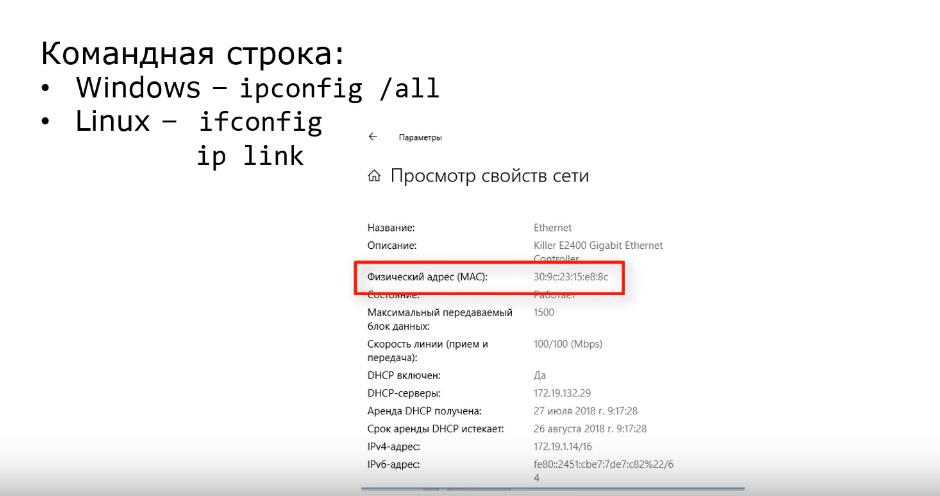 Командная строка:
• Windows – ipconfig /all
• Linux – ifconfig
ip link
← Параметры
Просмотр свойств сети
Название: Ethernet
Описание: Killer E2400 Gigabit Ethernet
Controller
Физический адрес (MAC): 30:9c:23:15:e8:8c
Состояние: Работает
Максимальный передаваемый 1500
блок данных:
Скорость линии (прием и 100/100 (Mbps)
передача):
DHCP включен: Да
DHCP-серверы: 172.19.132.29
Аренда DHCP получена: 27 июля 2018 г. 9:17:28
Срок аренды DHCP истекает: 26 августа 2018 г. 9:17:28
IPv4-адрес: 172.19.1.14/16
IPv6-адрес: fe80::2451:cbe7:7de7:c82%22/6
4